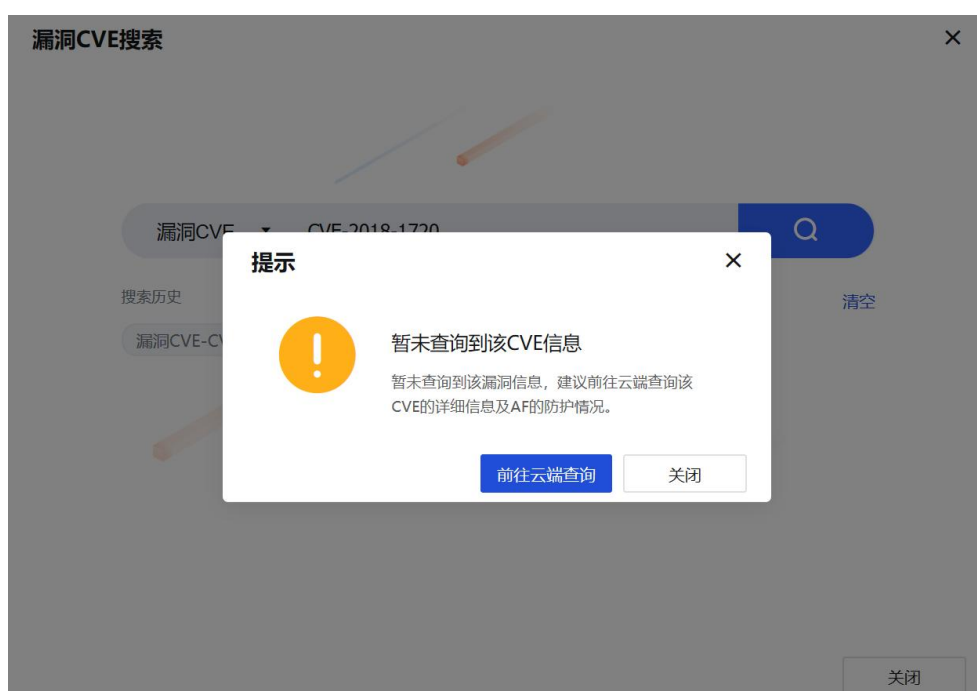 漏洞CVE搜索
漏洞CVE
CVE-2018-1720
提示
搜索历史
清空
漏洞CVE-C
暂未查询到该CVE信息
暂未查询到该漏洞信息，建议前往云端查询该
CVE的详细信息及AF的防护情况。
前往云端查询
关闭
关闭